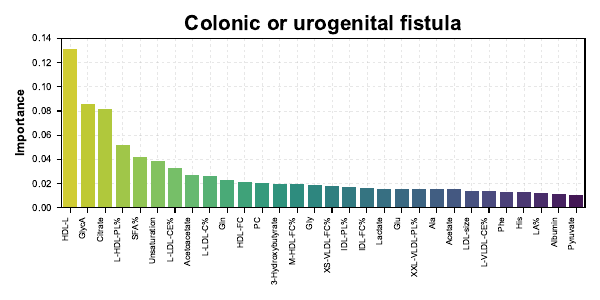 Colonic or urogenital fistula
Importance
0.14
0.12
0.10
0.08
0.06
0.04
0.02
0.00
HDL-L
GlycA
Citrate
L-HDL-PL%
SFA%
Unsaturation
L-LDL-CE%
Acetoacetate
L-LDL-C%
Gln
HDL-FC
PC
3-Hydroxybutyrate
M-HDL-FC%
Gly
XS-VLDL-FC%
IDL-PL%
IDL-FC%
Lactate
Glu
XXL-VLDL-PL%
Ala
Acetate
LDL-size
L-VLDL-CE%
Phe
His
LA%
Albumin
Pyruvate